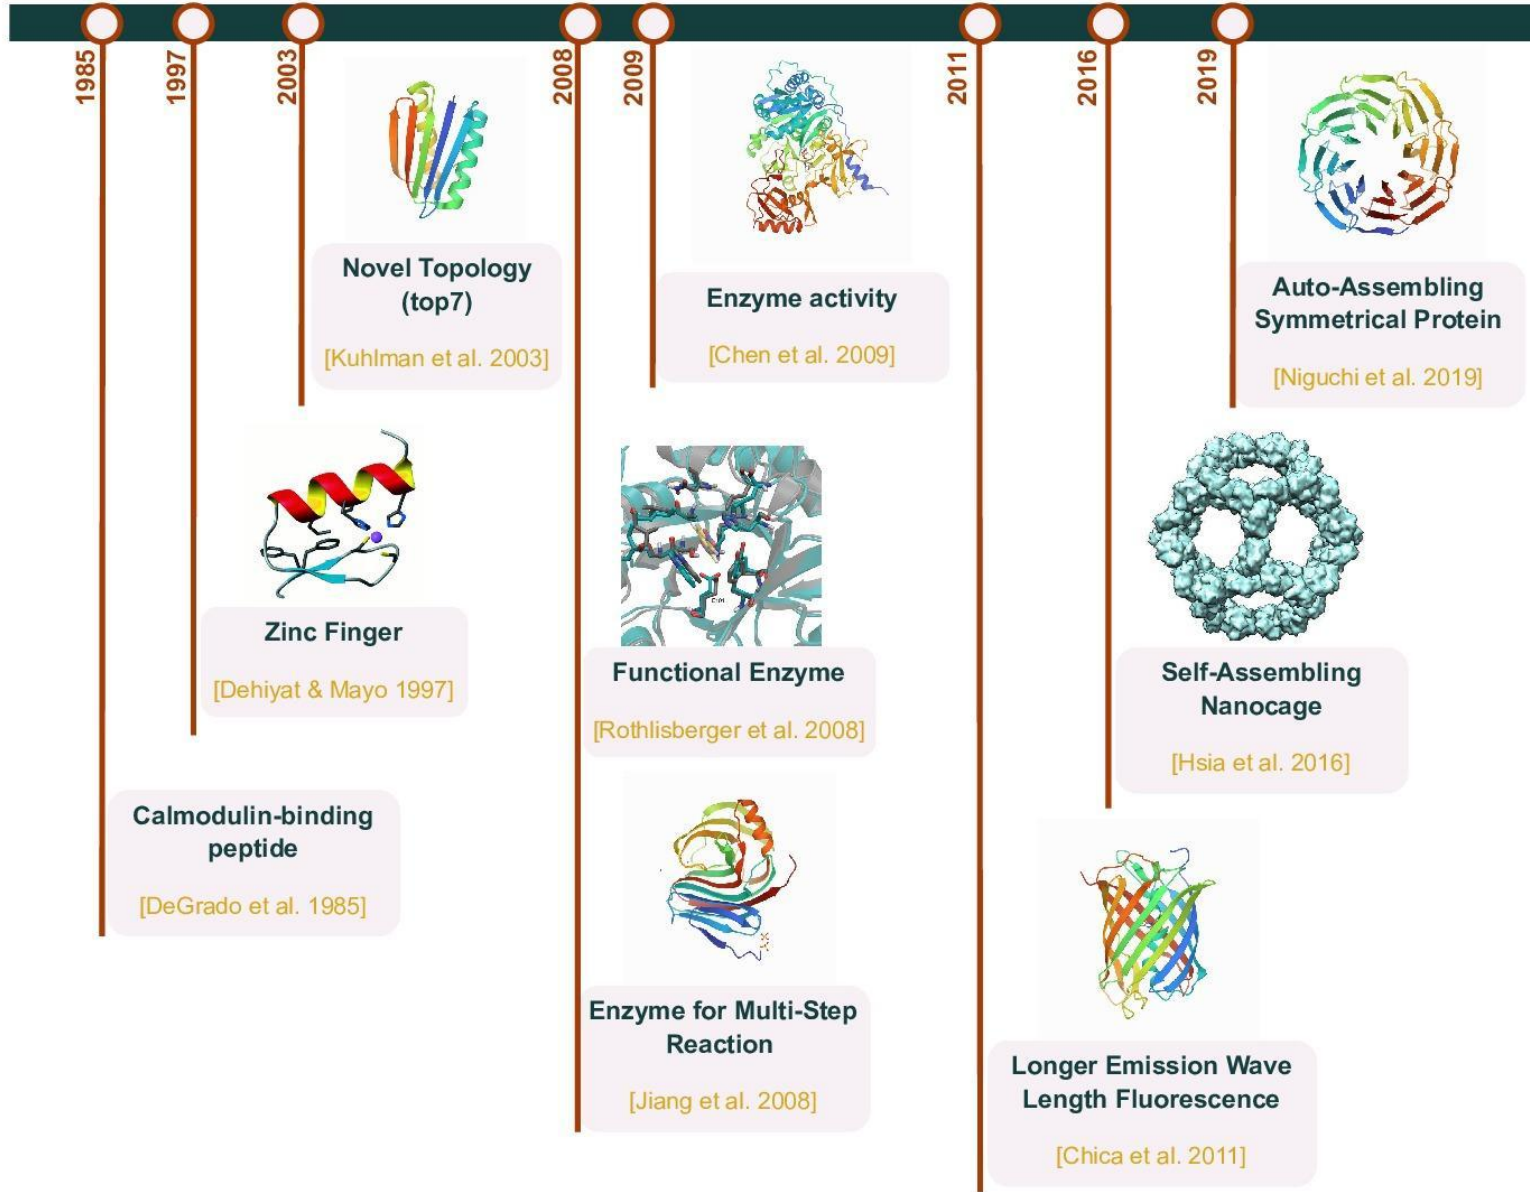 1985
1997
2003
2008
2009
2011
2016
2019
Novel Topology
(top7)
[Kuhlman et al. 2003]
Enzyme activity
[Chen et al. 2009]
Auto-Assembling
Symmetrical Protein
[Niguchi et al. 2019]
Zinc Finger
[Dehiyat & Mayo 1997]
Functional Enzyme
[Rothlisberger et al. 2008]
Self-Assembling
Nanocage
[Hsia et al. 2016]
Calmodulin-binding
peptide
[DeGrado et al. 1985]
Enzyme for Multi-Step
Reaction
[Jiang et al. 2008]
Longer Emission Wave
Length Fluorescence
[Chica et al. 2011]